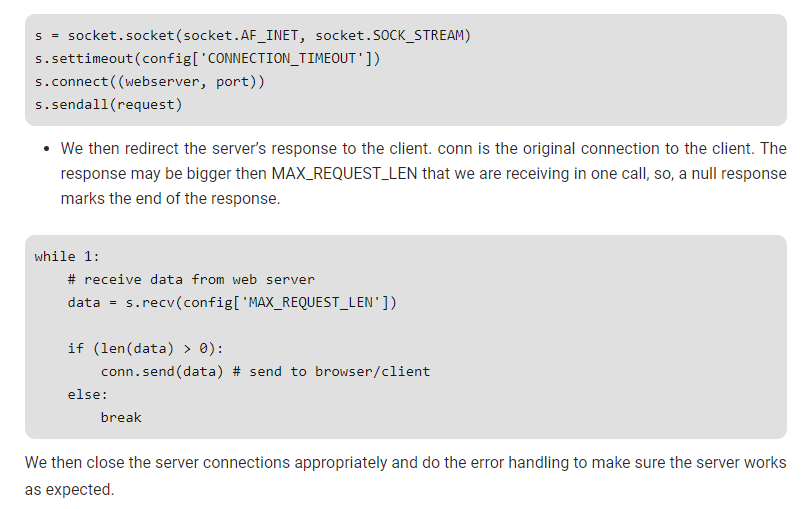 s = socket.socket(socket.AF_INET, socket.SOCK_STREAM)
s.settimeout(config['CONNECTION_TIMEOUT'])
s.connect((webserver, port))
s.sendall(request)
• We then redirect the server’s response to the client. conn is the original connection to the client. The
response may be bigger then MAX_REQUEST_LEN that we are receiving in one call, so, a null response
marks the end of the response.
while 1:
    # receive data from web server
    data = s.recv(config['MAX_REQUEST_LEN'])
    if (len(data) > 0):
        conn.send(data) # send to browser/client
    else:
        break
We then close the server connections appropriately and do the error handling to make sure the server works
as expected.